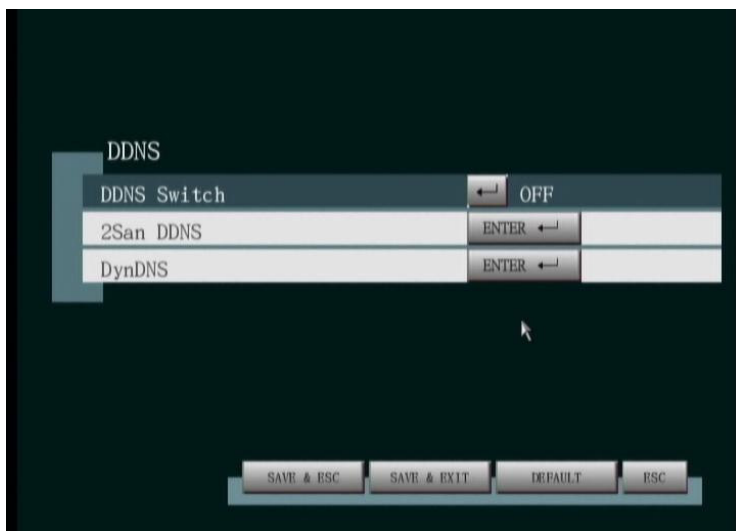 DDNS
DDNS Switch OFF
2San DDNS ENTER
DynDNS ENTER
SAVE & ESC SAVE & EXIT DEFAULT ESC